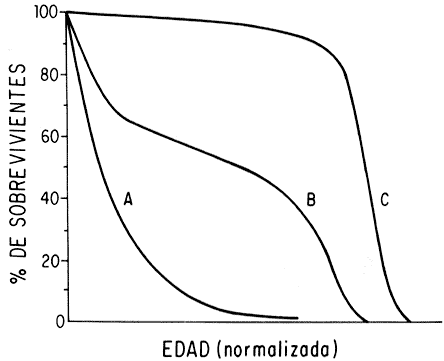 % DE SOBREVIVIENTES
100
80
60
40
20
0
A
B
C
EDAD (normalizada)